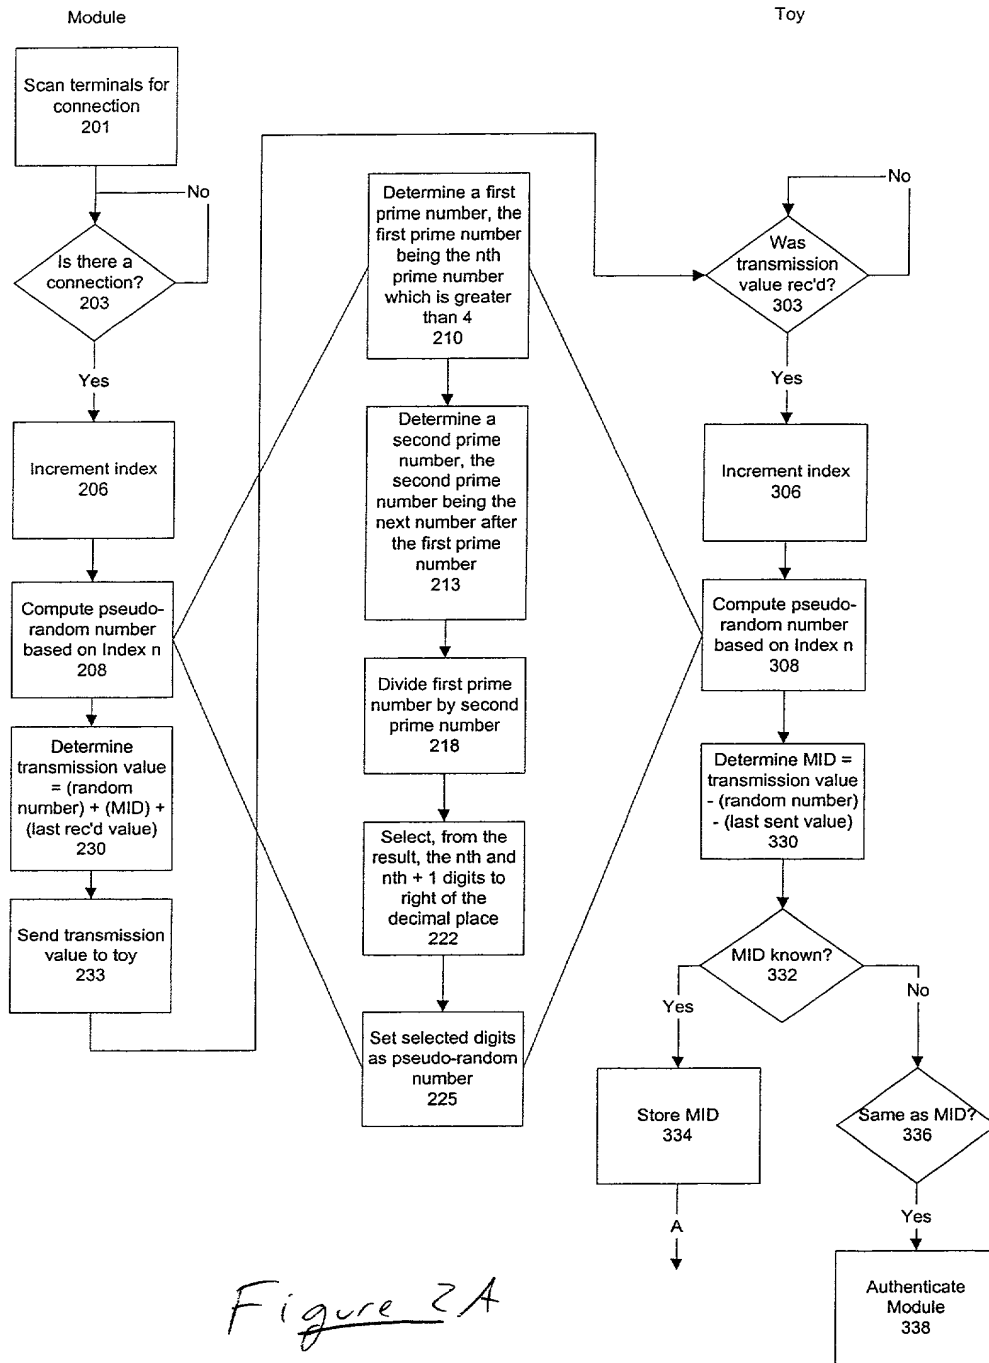 Module
Scan terminals for
connection
201
No
Is there a
connection?
203
Yes
Increment index
206
Compute pseudo-
random number
based on Index n
208
Determine
transmission value
= (random
number) + (MID) +
(last rec'd value)
230
Send transmission
value to toy
233
Determine a first
prime number, the
first prime number
being the nth
prime number
which is greater
than 4
210
Determine a
second prime
number, the
second prime
number being the
next number after
the first prime
number
213
Divide first prime
number by second
prime number
218
Select, from the
result, the nth and
nth + 1 digits to
right of the
decimal place
222
Set selected digits
as pseudo-random
number
225
Toy
No
Was
transmission
value rec'd?
303
Yes
Increment index
306
Compute pseudo-
random number
based on Index n
308
Determine MID =
transmission value
- (random number)
- (last sent value)
330
MID known?
332
Yes
No
Store MID
334
A
Same as MID?
336
Yes
Authenticate
Module
338
Figure 2A